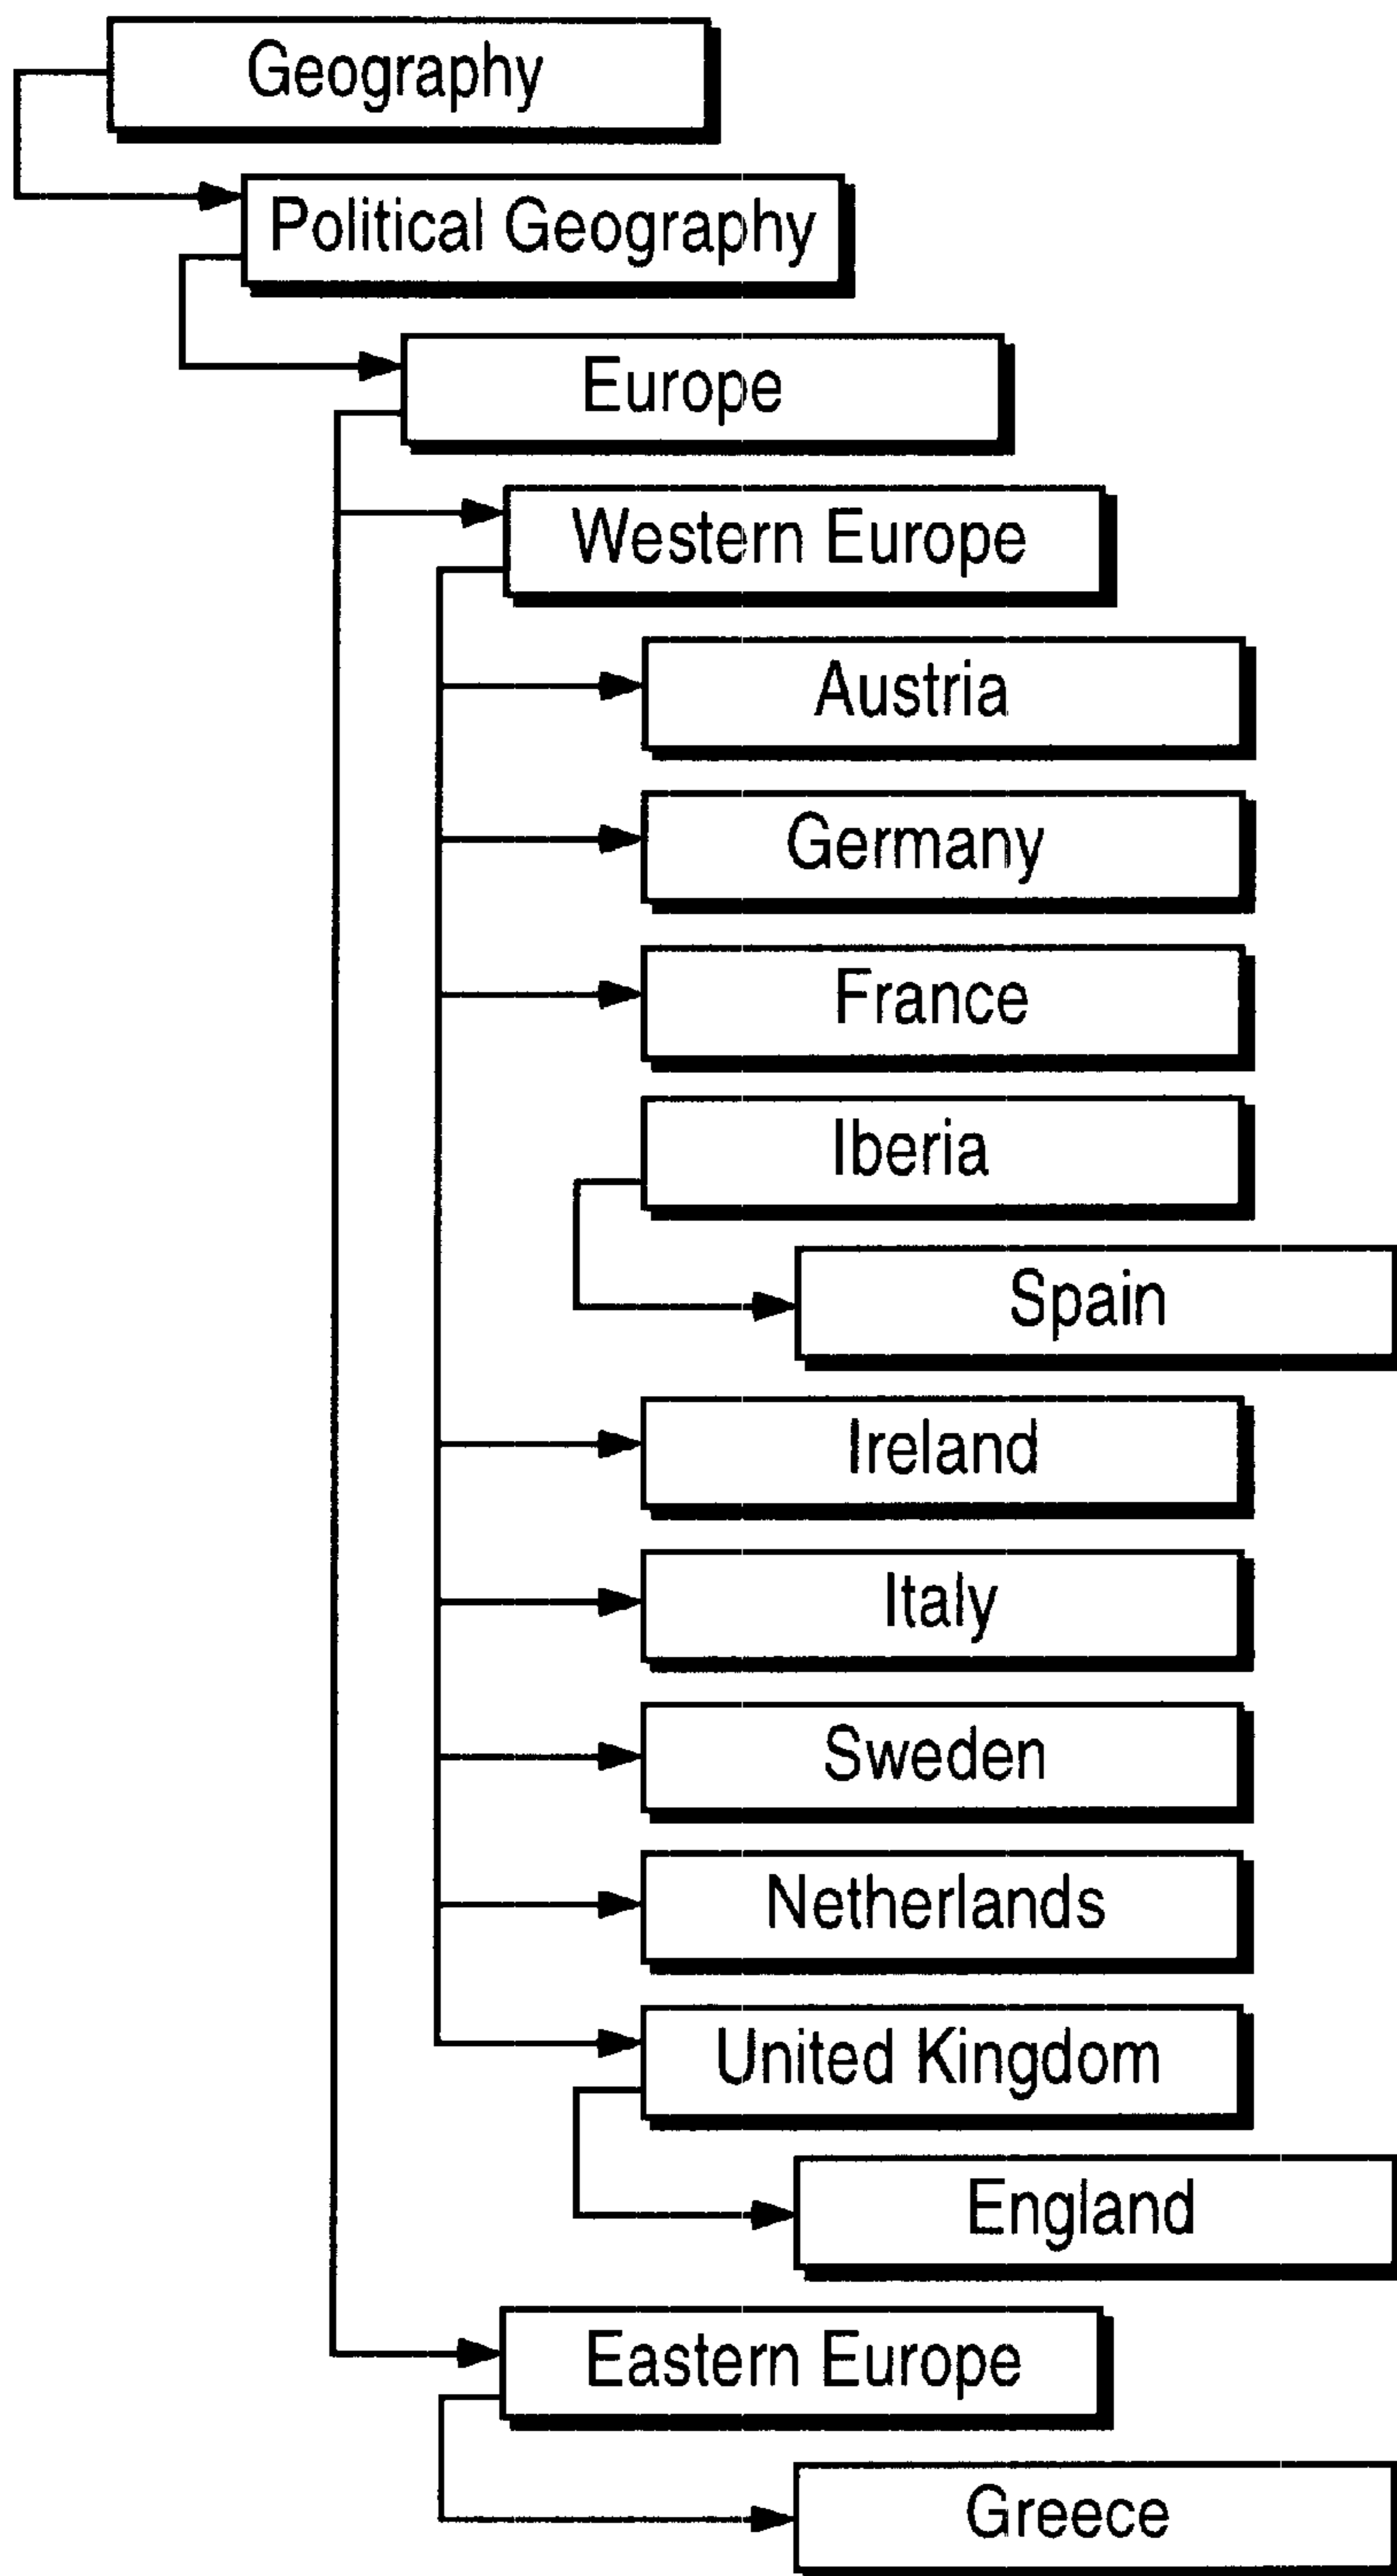 Geography
Political Geography
Europe
Western Europe
Austria
Germany
France
Iberia
Spain
Ireland
Italy
Sweden
Netherlands
United Kingdom
England
Eastern Europe
Greece